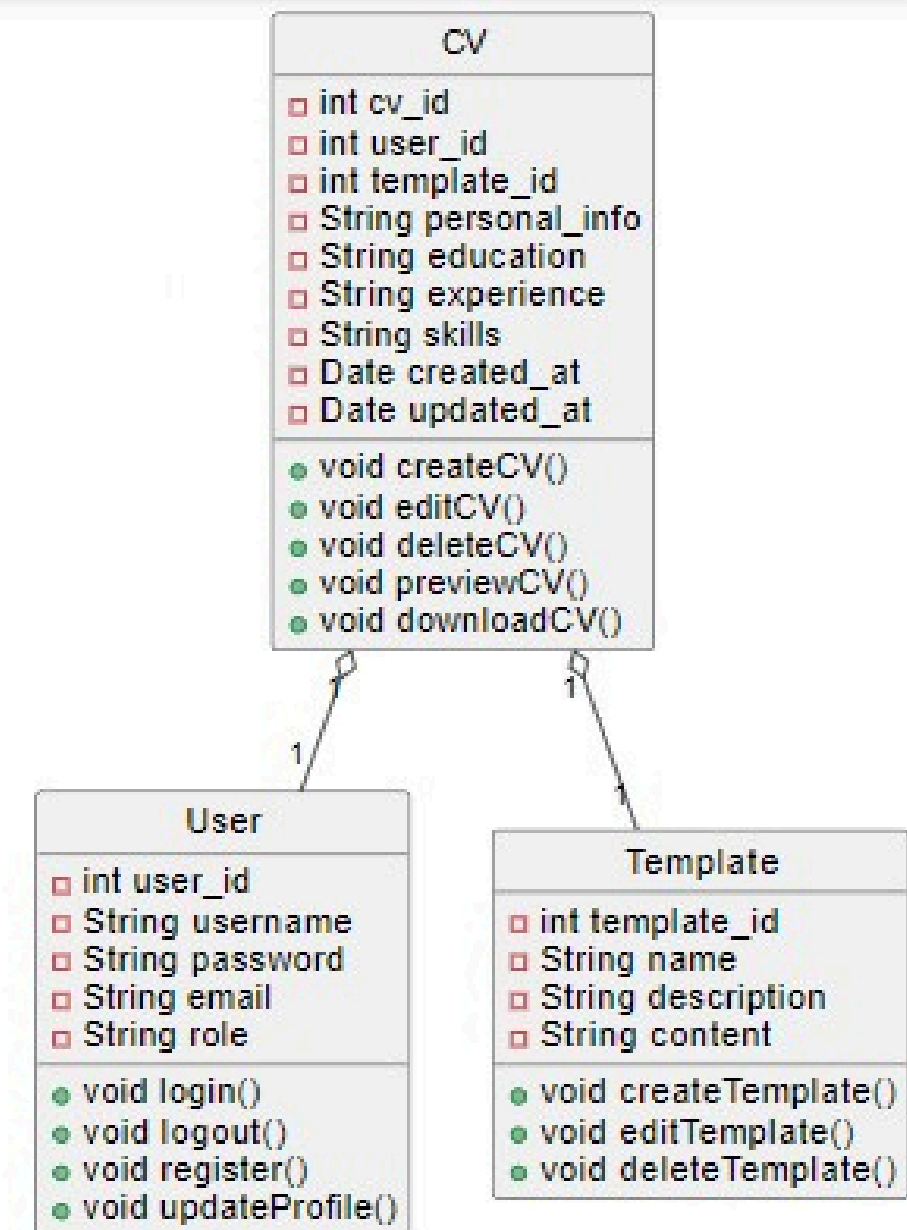 CV
int cv_id
int user_id
int template_id
String personal_info
String education
String experience
String skills
Date created_at
Date updated_at
void createCV()
void editCV()
void deleteCV()
void previewCV()
void downloadCV()
1
1
1
1
User
int user_id
String username
String password
String email
String role
void login()
void logout()
void register()
void updateProfile()
Template
int template_id
String name
String description
String content
void createTemplate()
void editTemplate()
void deleteTemplate()